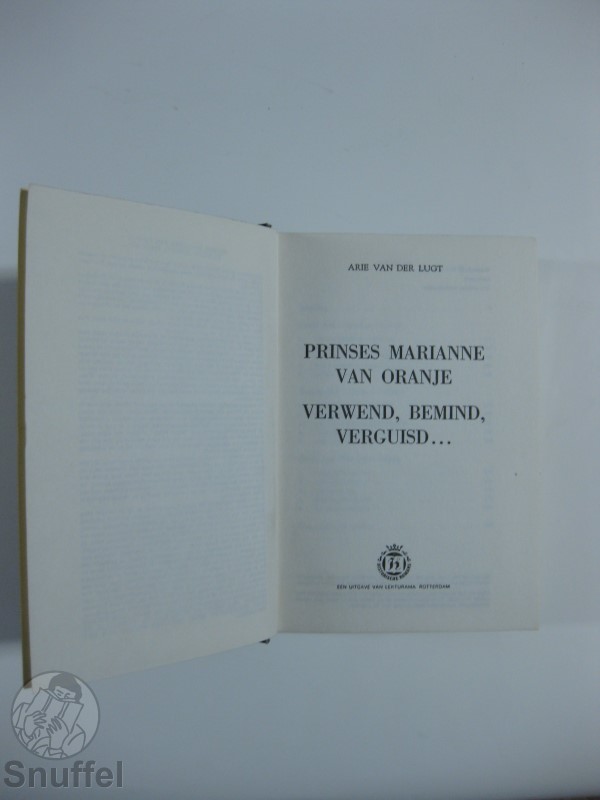 ARIE VAN DER LUGT
PRINSES MARIANNE
VAN ORANJE
VERWEND, BEMIND,
VERGUISD...
EEN UITGAVE VAN LEKTURAMA ROTTERDAM
Snuffel